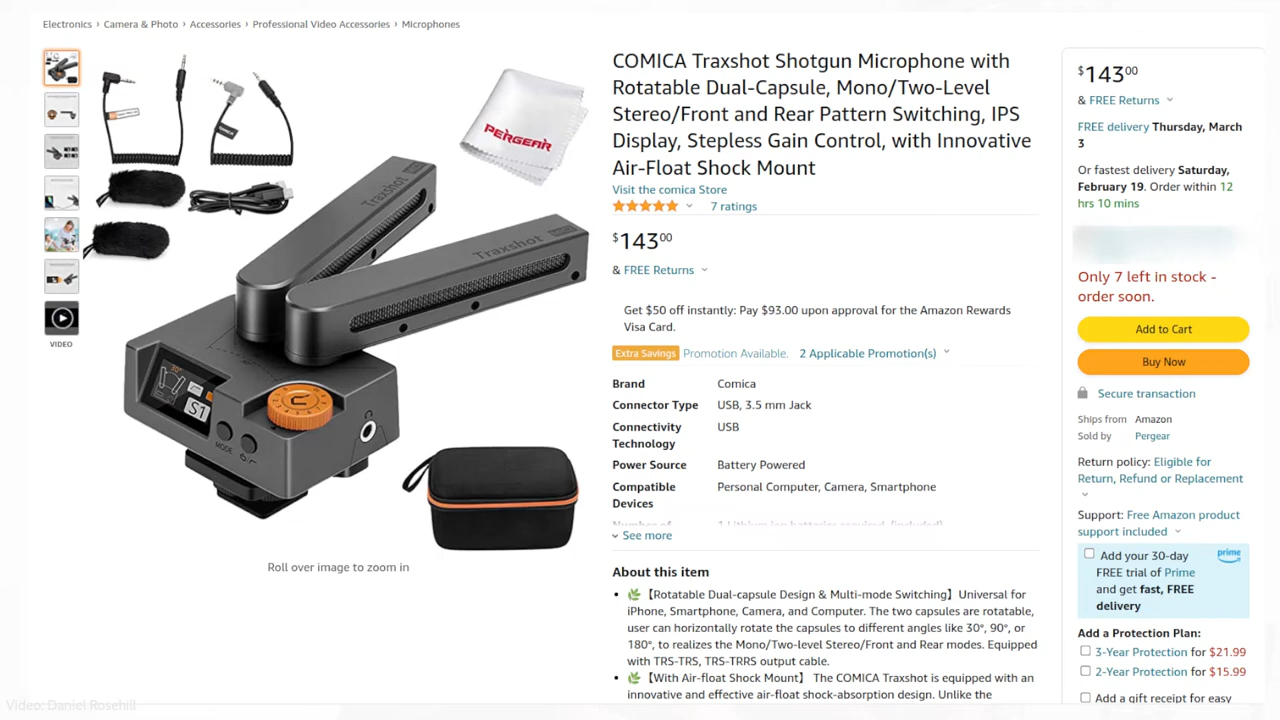 Electronics › Camera & Photo › Accessories › Professional Video Accessories › Microphones
PERGEAR
Traxshot
Traxshot
30°
S1
MODE
VIDEO
Roll over image to zoom in
COMICA Traxshot Shotgun Microphone with
Rotatable Dual-Capsule, Mono/Two-Level
Stereo/Front and Rear Pattern Switching, IPS
Display, Stepless Gain Control, with Innovative
Air-Float Shock Mount
Visit the comica Store
7 ratings
$14300
& FREE Returns
Get $50 off instantly: Pay $93.00 upon approval for the Amazon Rewards
Visa Card.
Extra Savings Promotion Available. 2 Applicable Promotion(s)
Brand Comica
Connector Type USB, 3.5 mm Jack
Connectivity USB
Technology
Power Source Battery Powered
Compatible Personal Computer, Camera, Smartphone
Devices
Number of 1 Lithium ion batteries required. (included)
See more
About this item
• 🌿【Rotatable Dual-capsule Design & Multi-mode Switching】Universal for
iPhone, Smartphone, Camera, and Computer. The two capsules are rotatable,
user can horizontally rotate the capsules to different angles like 30°, 90°, or
180°, to realizes the Mono/Two-level Stereo/Front and Rear modes. Equipped
with TRS-TRS, TRS-TRRS output cable.
• 🌿【With Air-float Shock Mount】 The COMICA Traxshot is equipped with an
innovative and effective air-float shock-absorption design. Unlike the
$14300
& FREE Returns
FREE delivery Thursday, March
3
Or fastest delivery Saturday,
February 19. Order within 12
hrs 10 mins
Only 7 left in stock -
order soon.
Add to Cart
Buy Now
Secure transaction
Ships from Amazon
Sold by Pergear
Return policy: Eligible for
Return, Refund or Replacement
Support: Free Amazon product
support included
Add your 30-day
FREE trial of Prime
and get fast, FREE
delivery
prime
Add a Protection Plan:
3-Year Protection for $21.99
2-Year Protection for $15.99
Add a gift receipt for easy
Video: Daniel Rosehill